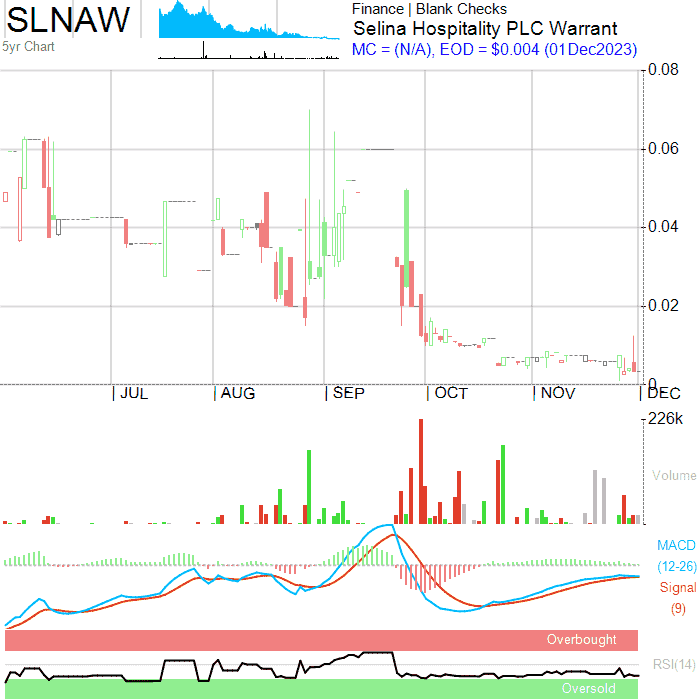 SLNAW
5yr Chart
Finance | Blank Checks
Selina Hospitality PLC Warrant
MC = (N/A), EOD = $0.004 (01Dec2023)
0.08
0.06
0.04
0.02
0
| JUL
| AUG
| SEP
| OCT
| NOV
| DEC
226k
Volume
MACD
(12-26)
Signal
(9)
Overbought
RSI(14)
Oversold